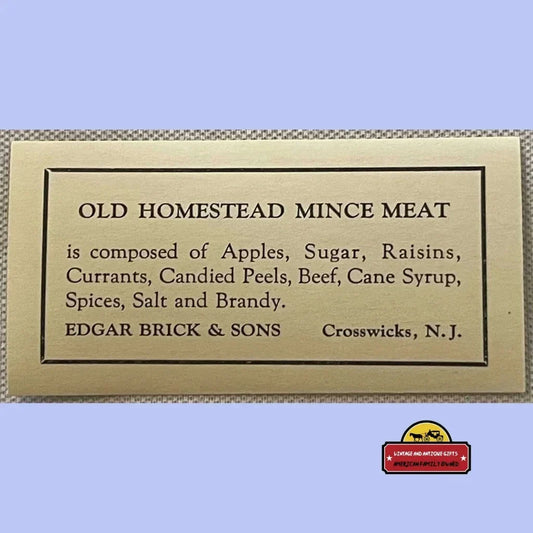 OLD HOMESTEAD MINCE MEAT
is composed of Apples, Sugar, Raisins,
Currants, Candied Peels, Beef, Cane Syrup,
Spices, Salt and Brandy.
EDGAR BRICK & SONS Crosswicks, N. J.
VINTAGE AND ANTIQUE GIFTS
AMERICAN FAMILY OWNED